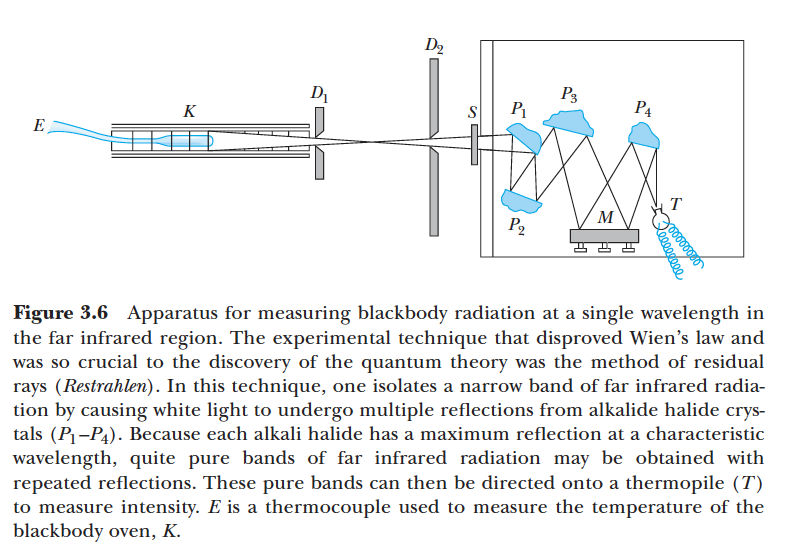 D2
D1
K
E
S
P1
P3
P4
T
M
P2
Figure 3.6 Apparatus for measuring blackbody radiation at a single wavelength in
the far infrared region. The experimental technique that disproved Wien’s law and
was so crucial to the discovery of the quantum theory was the method of residual
rays (Restrahlen). In this technique, one isolates a narrow band of far infrared radia-
tion by causing white light to undergo multiple reflections from alkalide halide crys-
tals (P1–P4). Because each alkali halide has a maximum reflection at a characteristic
wavelength, quite pure bands of far infrared radiation may be obtained with
repeated reflections. These pure bands can then be directed onto a thermopile (T)
to measure intensity. E is a thermocouple used to measure the temperature of the
blackbody oven, K.